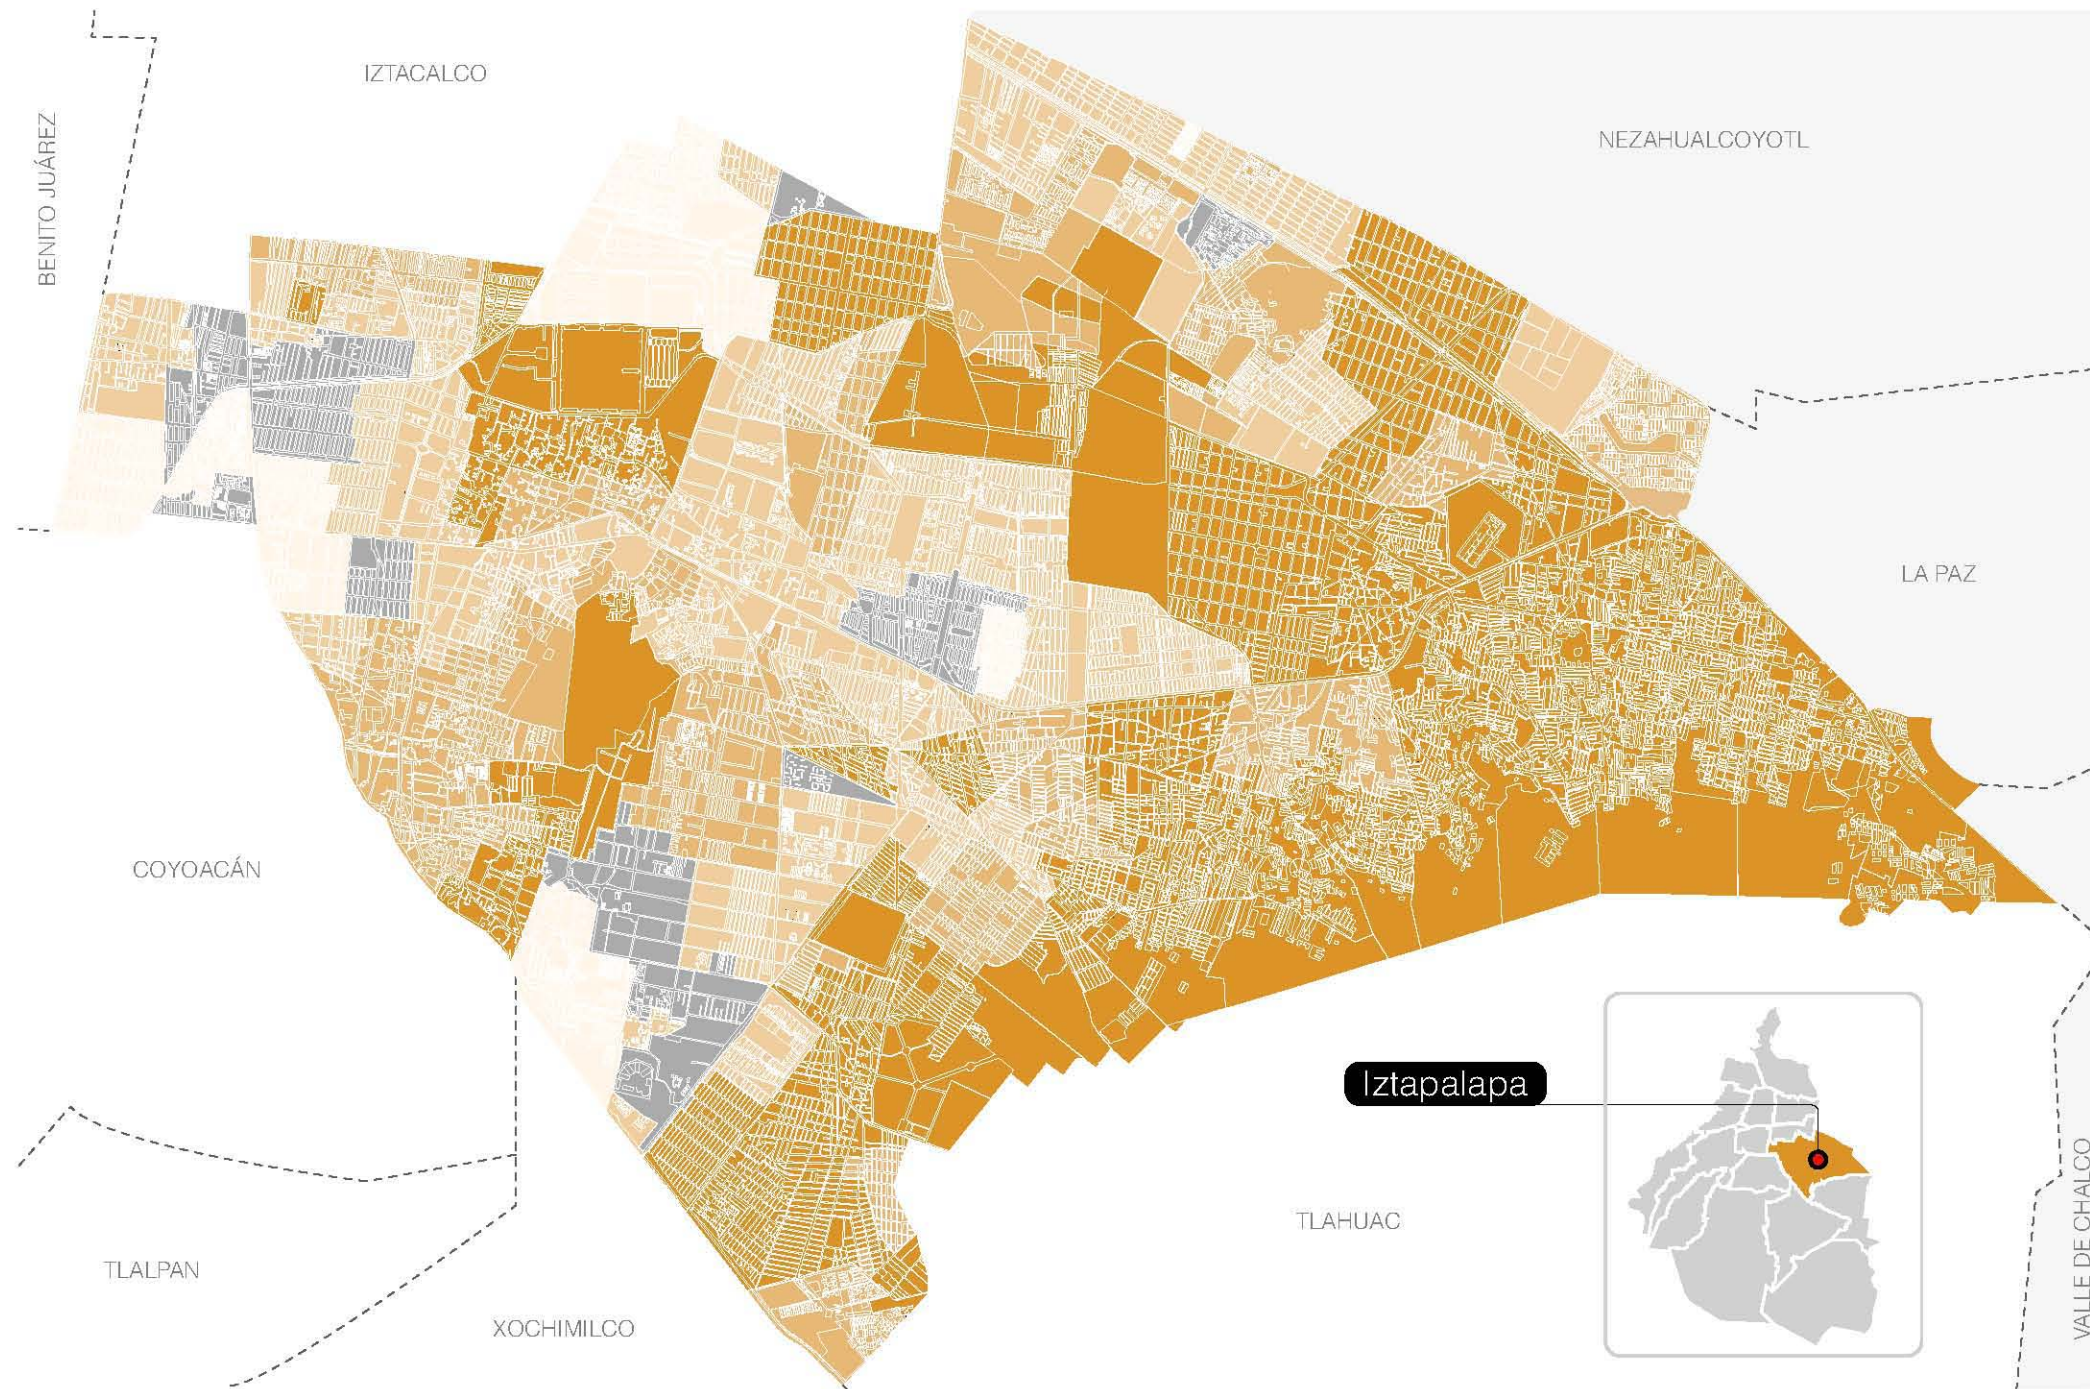 IZTACALCO
NEZAHUALCOYOTL
BENITO JUÁREZ
LA PAZ
COYOACÁN
Iztapalapa
TLAHUAC
VALLE DE CHALCO
TLALPAN
XOCHIMILCO